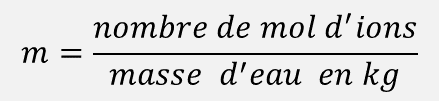 m = nombre de mol d'ions / masse d'eau en kg